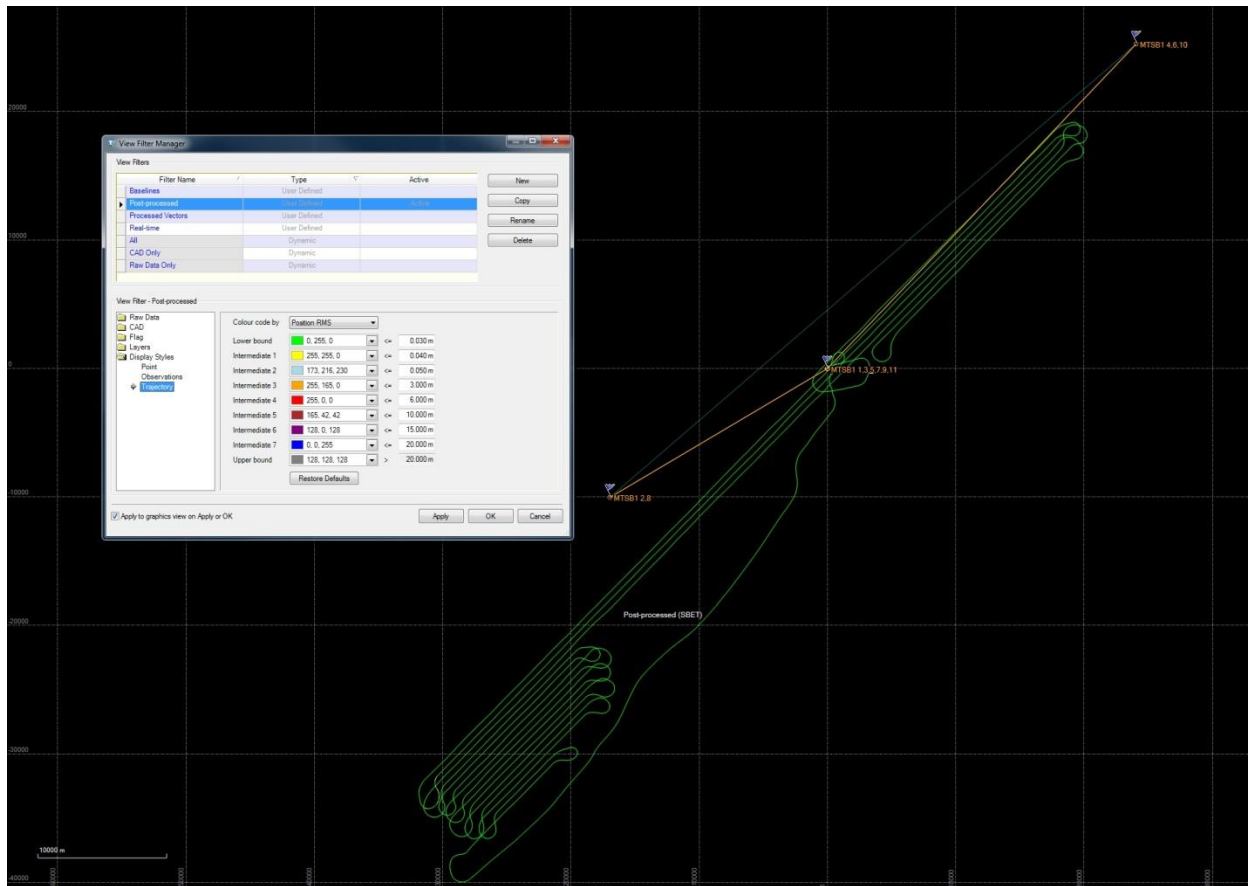 MTSB1 4,6,10
20000
View Filter Manager
View Filters
Filter Name Type Active
Baselines User Defined
Post-processed User Defined Active
Processed Vectors User Defined
Real-time User Defined
All Dynamic
CAD Only Dynamic
Raw Data Only Dynamic
New
Copy
Rename
Delete
10000
View Filter - Post-processed
Raw Data
CAD
Flag
Layers
Display Styles
Point
Observations
Trajectory
Colour code by Position RMS
Lower bound 0, 255, 0 <= 0.030 m
Intermediate 1 255, 255, 0 <= 0.040 m
Intermediate 2 173, 216, 230 <= 0.050 m
Intermediate 3 255, 165, 0 <= 3.000 m
Intermediate 4 255, 0, 0 <= 6.000 m
Intermediate 5 165, 42, 42 <= 10.000 m
Intermediate 6 128, 0, 128 <= 15.000 m
Intermediate 7 0, 0, 255 <= 20.000 m
Upper bound 128, 128, 128 > 20.000 m
Restore Defaults
Apply to graphics view on Apply or OK
Apply OK Cancel
0
MTSB1 1,3,5,7,9,11
-10000
MTSB1 2,8
Post-processed (SBET)
-20000
-30000
10000 m
-40000